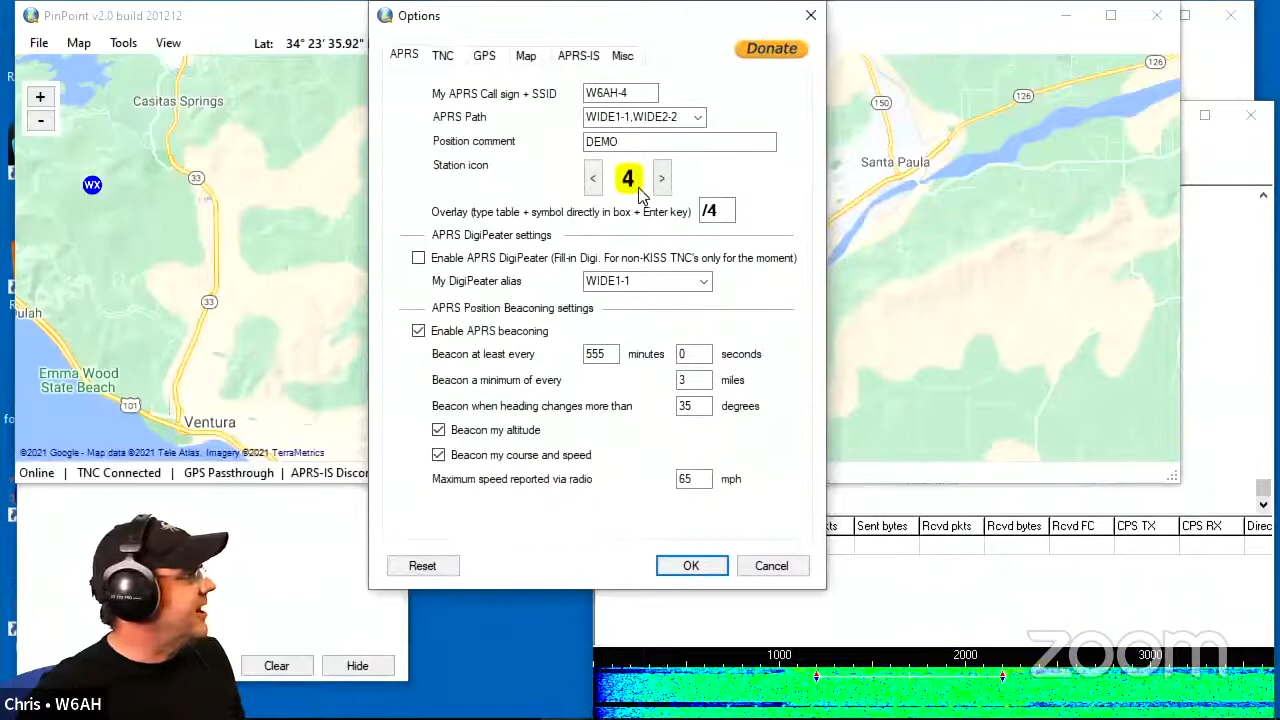 PinPoint v2.0 build 201212
File Map Tools View Lat: 34° 23' 35.92"
+
-
Casitas Springs
WX
33
33
Emma Wood
State Beach
101
Ventura
©2021 Google - Map data ©2021 Tele Atlas, Imagery ©2021 TerraMetrics
Online | TNC Connected | GPS Passthrough | APRS-IS Discon
Options
Donate
APRS TNC GPS Map APRS-IS Misc
My APRS Call sign + SSID W6AH-4
APRS Path WIDE1-1,WIDE2-2
Position comment DEMO
Station icon < 4 >
Overlay (type table + symbol directly in box + Enter key) /4
APRS DigiPeater settings
Enable APRS DigiPeater (Fill-in Digi. For non-KISS TNC's only for the moment)
My DigiPeater alias WIDE1-1
APRS Position Beaconing settings
Enable APRS beaconing
Beacon at least every 555 minutes 0 seconds
Beacon a minimum of every 3 miles
Beacon when heading changes more than 35 degrees
Beacon my altitude
Beacon my course and speed
Maximum speed reported via radio 65 mph
Reset OK Cancel
126
126
150
Santa Paula
kts Sent bytes Rcvd pkts Rcvd bytes Rcvd FC CPS TX CPS RX Direc
Clear Hide
1000 2000 3000
zoom
Chris • W6AH